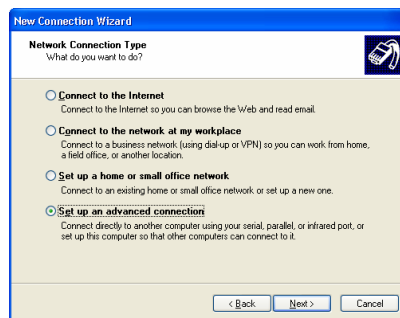 New Connection Wizard
Network Connection Type
What do you want to do?
Connect to the Internet
Connect to the Internet so you can browse the Web and read email.
Connect to the network at my workplace
Connect to a business network (using dial-up or VPN) so you can work from home,
a field office, or another location.
Set up a home or small office network
Connect to an existing home or small office network or set up a new one.
Set up an advanced connection
Connect directly to another computer using your serial, parallel, or infrared port, or
set up this computer so that other computers can connect to it.
< Back Next > Cancel